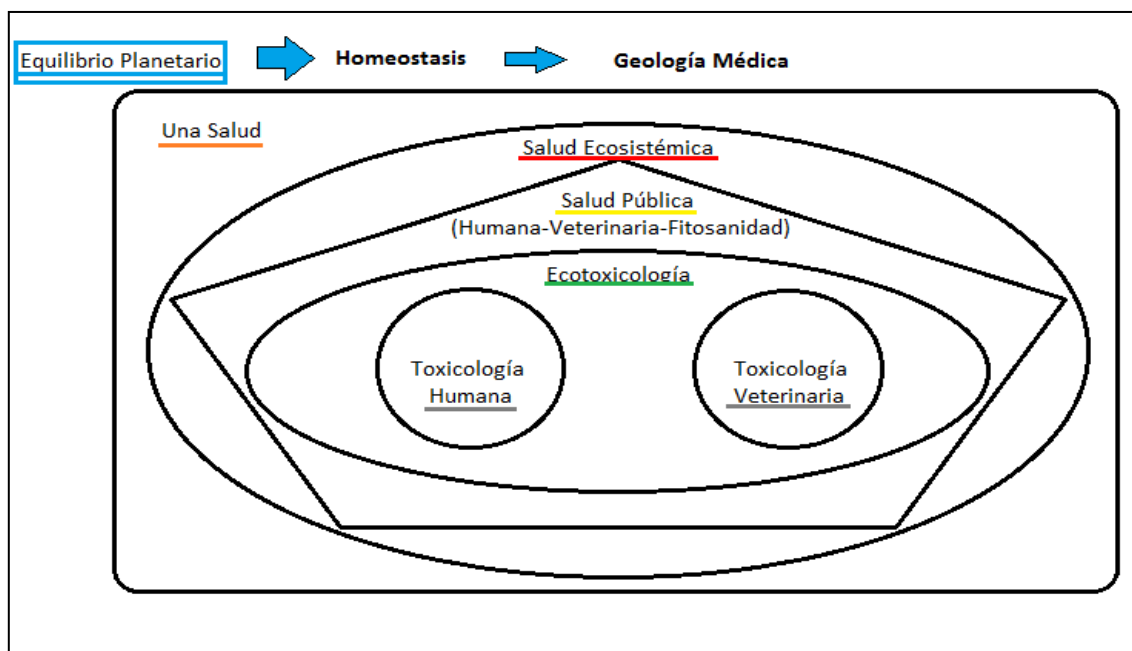 Equilibrio Planetario
Homeostasis
Geología Médica
Una Salud
Salud Ecosistémica
Salud Pública
(Humana-Veterinaria-Fitosanidad)
Ecotoxicología
Toxicología
Humana
Toxicología
Veterinaria